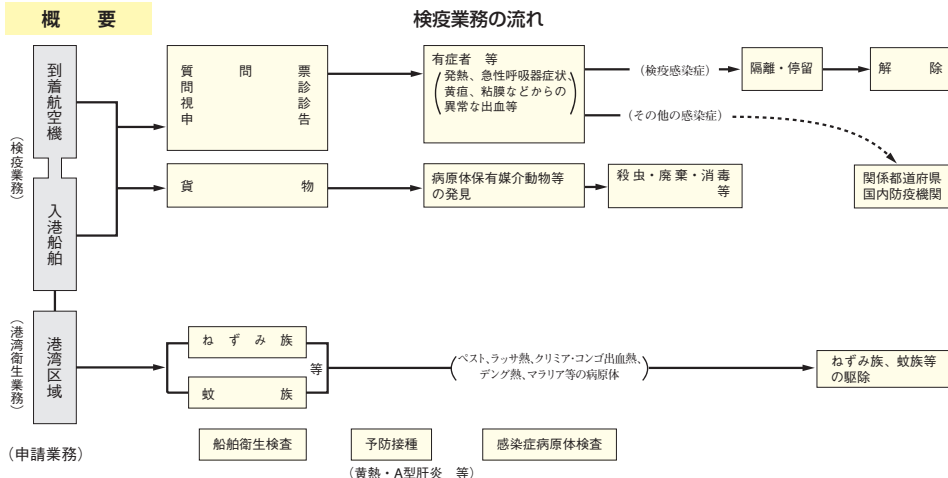 概要
検疫業務の流れ
(検疫業務)
到着航空機
入港船舶
質問票
問診
視診
申告
有症者 等
(発熱、急性呼吸器症状、
黄疸、粘膜などからの
異常な出血等)
(検疫感染症)
隔離・停留
解除
(その他の感染症)
関係都道府県
国内防疫機関
貨物
病原体保有媒介動物等
の発見
殺虫・廃棄・消毒
等
(港湾衛生業務)
港湾区域
ねずみ族
蚊族
等
(ペスト、ラッサ熱、クリミア・コンゴ出血熱、
デング熱、マラリア等の病原体)
ねずみ族、蚊族等
の駆除
(申請業務)
船舶衛生検査
予防接種
(黄熱・A型肝炎 等)
感染症病原体検査